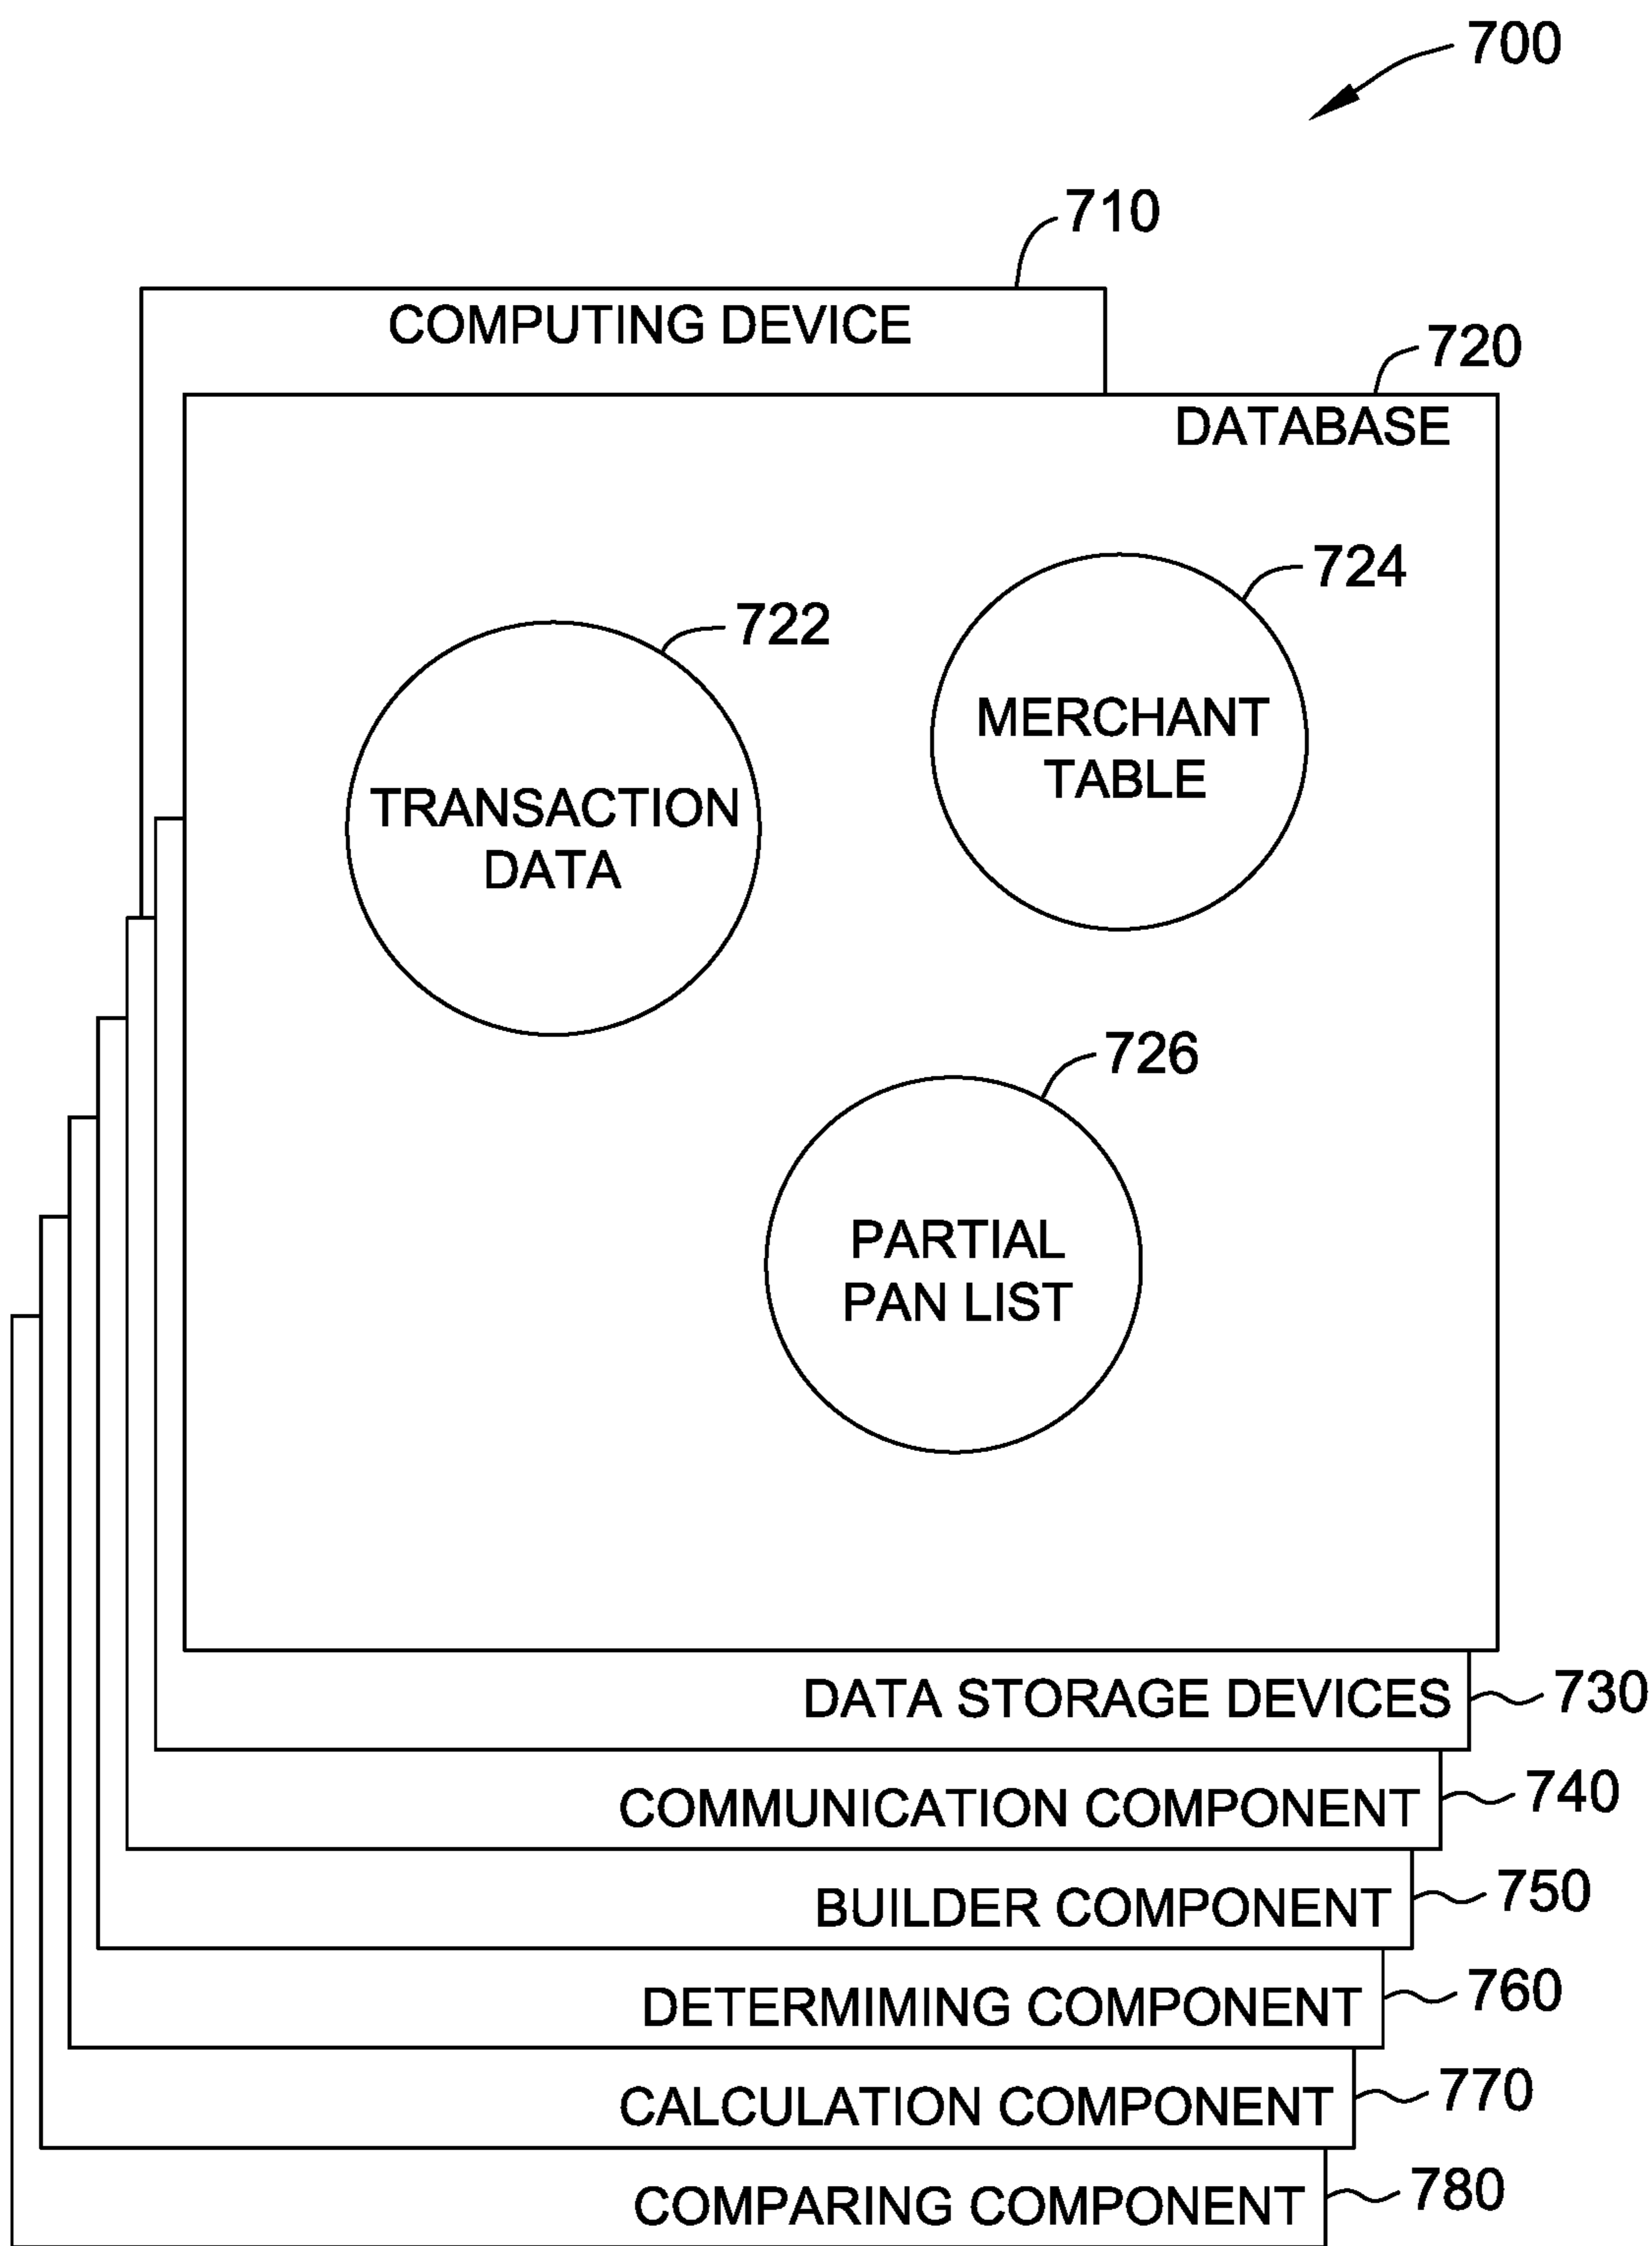 700
710
COMPUTING DEVICE
720
DATABASE
724
722
MERCHANT
TABLE
TRANSACTION
DATA
726
PARTIAL
PAN LIST
DATA STORAGE DEVICES 730
COMMUNICATION COMPONENT 740
BUILDER COMPONENT 750
DETERMIMING COMPONENT 760
CALCULATION COMPONENT 770
COMPARING COMPONENT 780